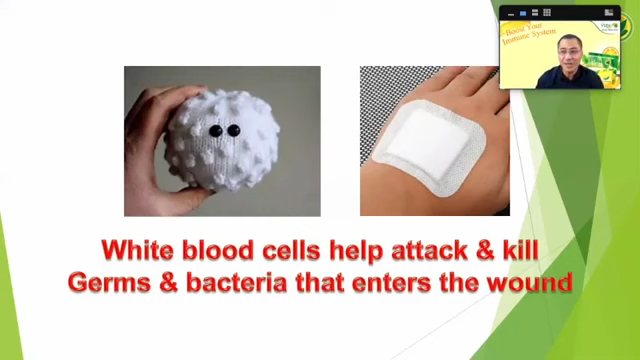 Boost Your
Immune System
White blood cells help attack & kill
Germs & bacteria that enters the wound